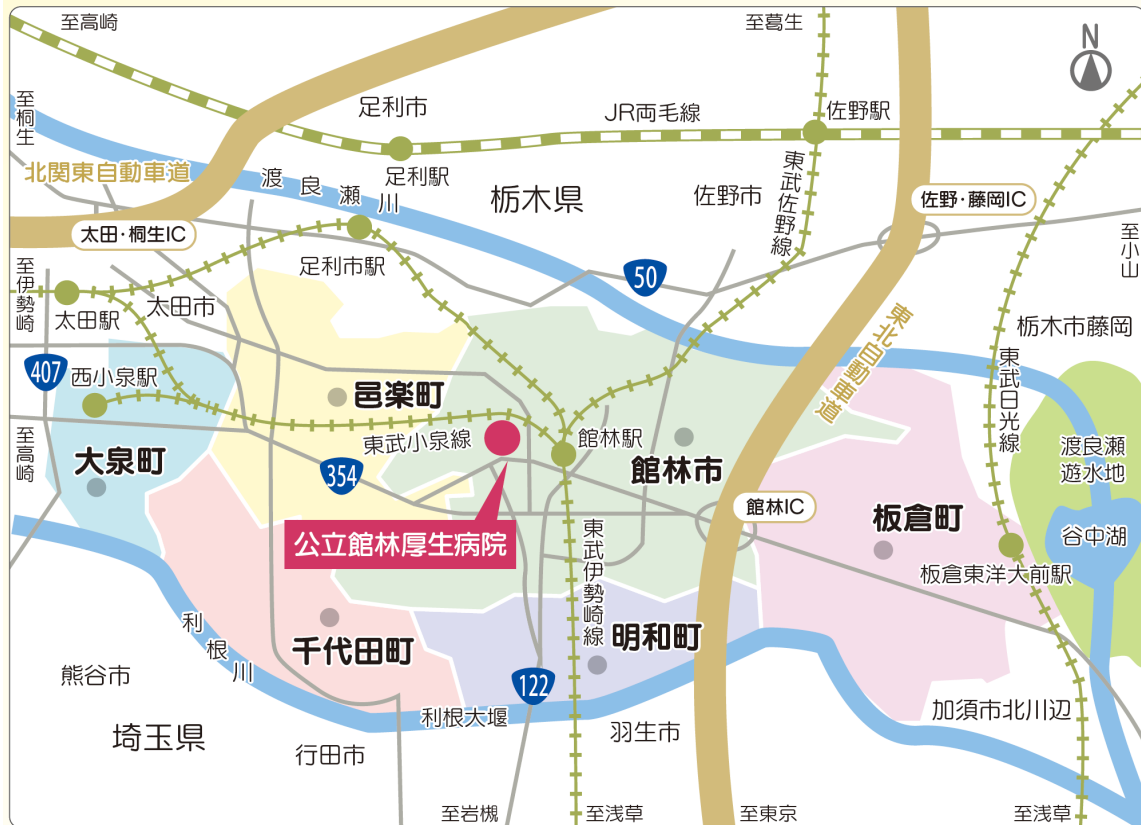 至高崎
至葛生
N
至桐生
足利市
JR両毛線
佐野駅
北関東自動車道
足利駅
渡良瀬川
栃木県
佐野市
東武佐野線
佐野・藤岡IC
太田・桐生IC
至小山
足利市駅
50
至伊勢崎
太田駅
太田市
東北自動車道
栃木市藤岡
407
西小泉駅
邑楽町
東武日光線
東武小泉線
館林駅
館林市
渡良瀬
遊水地
至高崎
大泉町
354
館林IC
板倉町
公立館林厚生病院
谷中湖
東武伊勢崎線
板倉東洋大前駅
利根川
千代田町
明和町
熊谷市
122
利根大堰
加須市北川辺
埼玉県
行田市
羽生市
至岩槻
至浅草
至東京
至浅草